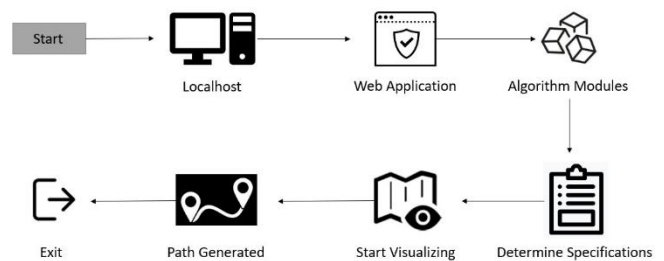 Start
Localhost
Web Application
Algorithm Modules
Determine Specifications
Start Visualizing
Path Generated
Exit